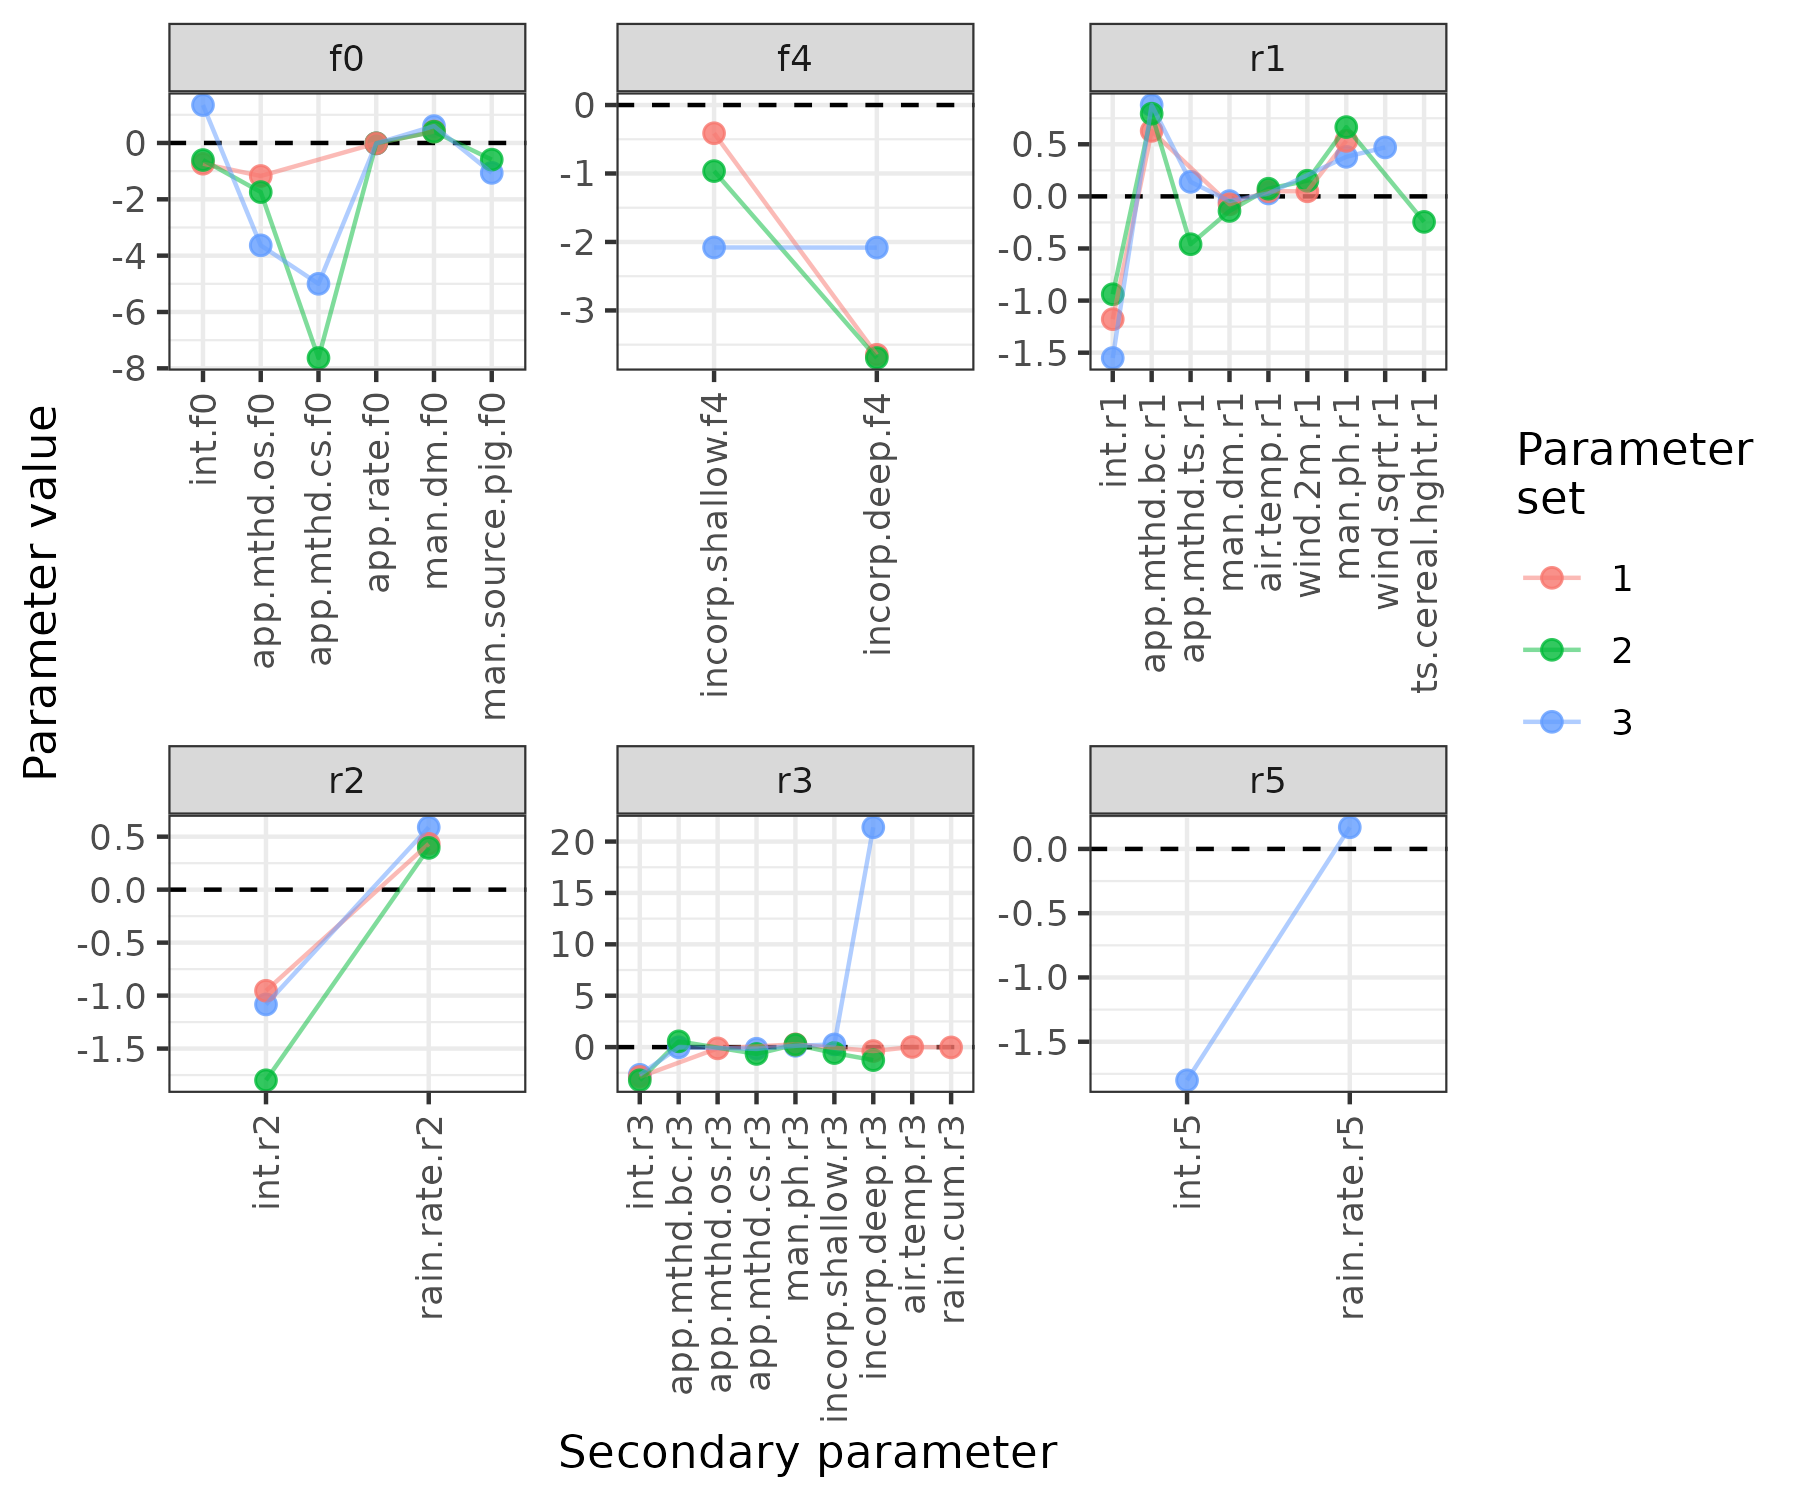 f0
f4
r1
0
-2
-4
-6
-8
0
-1
-2
-3
0.5
0.0
-0.5
-1.0
-1.5
int.f0
app.mthd.os.f0
app.mthd.cs.f0
app.rate.f0
man.dm.f0
man.source.pig.f0
incorp.shallow.f4
incorp.deep.f4
int.r1
app.mthd.bc.r1
app.mthd.ts.r1
man.dm.r1
air.temp.r1
wind.2m.r1
man.ph.r1
wind.sqrt.r1
ts.cereal.hght.r1
Parameter value
Parameter
set
1
2
3
r2
r3
r5
0.5
0.0
-0.5
-1.0
-1.5
20
15
10
5
0
0.0
-0.5
-1.0
-1.5
int.r2
rain.rate.r2
int.r3
app.mthd.bc.r3
app.mthd.os.r3
app.mthd.cs.r3
man.ph.r3
incorp.shallow.r3
incorp.deep.r3
air.temp.r3
rain.cum.r3
int.r5
rain.rate.r5
Secondary parameter